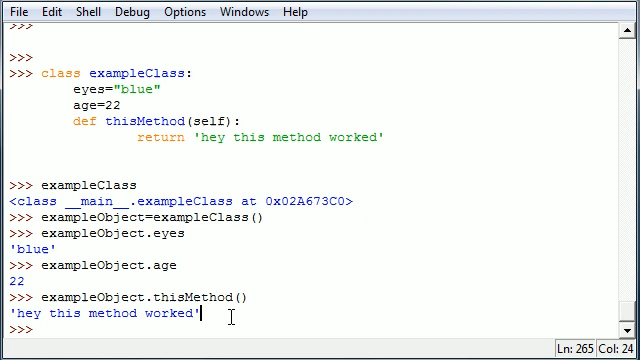 File Edit Shell Debug Options Windows Help
>>>
>>>
>>> class exampleClass:
        eyes="blue"
        age=22
        def thisMethod(self):
                return 'hey this method worked'
>>> exampleClass
<class __main__.exampleClass at 0x02A673C0>
>>> exampleObject=exampleClass()
>>> exampleObject.eyes
'blue'
>>> exampleObject.age
22
>>> exampleObject.thisMethod()
'hey this method worked'
>>>
Ln: 265 Col: 24